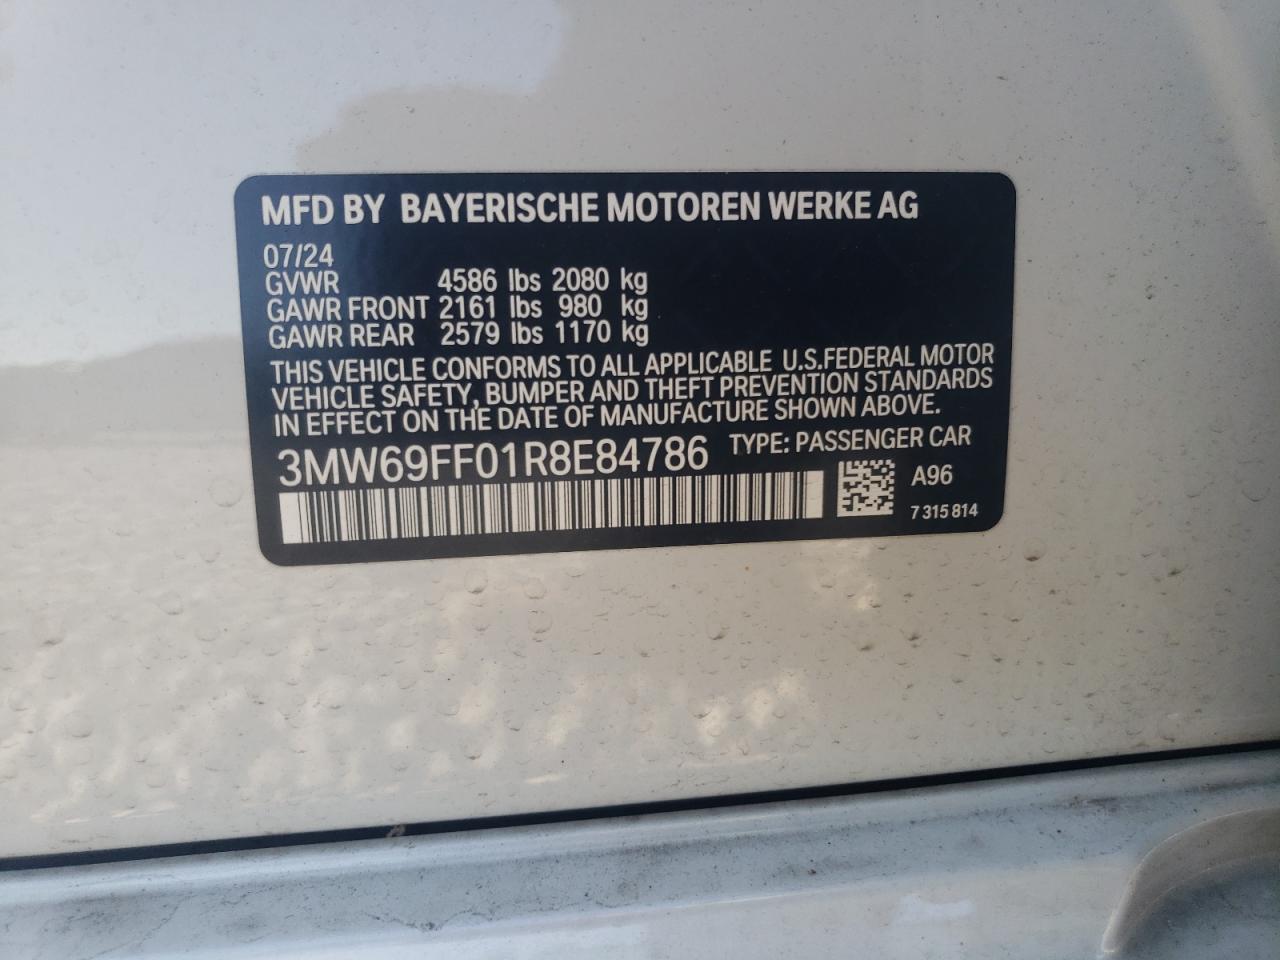 MFD BY BAYERISCHE MOTOREN WERKE AG
07/24
GVWR 4586 lbs 2080 kg
GAWR FRONT 2161 lbs 980 kg
GAWR REAR 2579 lbs 1170 kg
THIS VEHICLE CONFORMS TO ALL APPLICABLE U.S.FEDERAL MOTOR
VEHICLE SAFETY, BUMPER AND THEFT PREVENTION STANDARDS
IN EFFECT ON THE DATE OF MANUFACTURE SHOWN ABOVE.
3MW69FF01R8E84786 TYPE: PASSENGER CAR
A96
7 315 814